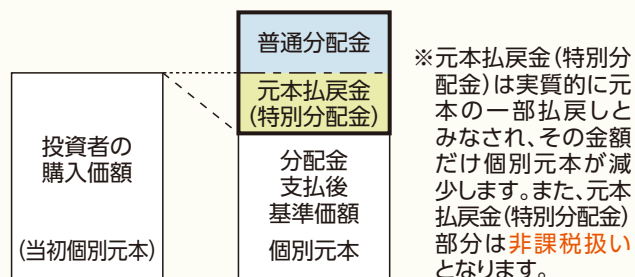 投資者の
購入価額
(当初個別元本)
普通分配金
元本払戻金
(特別分配金)
分配金
支払後
基準価額
個別元本
※元本払戻金(特別分
配金)は実質的に元
本の一部払戻しと
みなされ、その金額
だけ個別元本が減
少します。また、元本
払戻金(特別分配金)
部分は非課税扱い
となります。